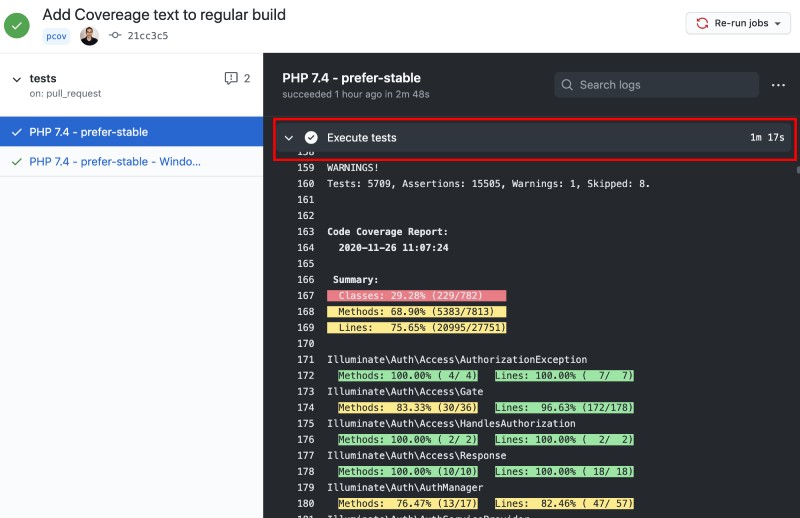 Add Covereage text to regular build
pcov 21cc3c5
Re-run jobs
tests 2
on: pull_request
PHP 7.4 - prefer-stable
PHP 7.4 - prefer-stable - Windo...
PHP 7.4 - prefer-stable
succeeded 1 hour ago in 2m 48s
Search logs
Execute tests 1m 17s
158
159 WARNINGS!
160 Tests: 5709, Assertions: 15505, Warnings: 1, Skipped: 8.
161
162
163 Code Coverage Report:
164 2020-11-26 11:07:24
165
166 Summary:
167 Classes: 29.28% (229/782)
168 Methods: 68.90% (5383/7813)
169 Lines: 75.65% (20995/27751)
170
171 Illuminate\Auth\Access\AuthorizationException
172 Methods: 100.00% ( 4/ 4) Lines: 100.00% ( 7/ 7)
173 Illuminate\Auth\Access\Gate
174 Methods: 83.33% (30/36) Lines: 96.63% (172/178)
175 Illuminate\Auth\Access\HandlesAuthorization
176 Methods: 100.00% ( 2/ 2) Lines: 100.00% ( 2/ 2)
177 Illuminate\Auth\Access\Response
178 Methods: 100.00% (10/10) Lines: 100.00% ( 18/ 18)
179 Illuminate\Auth\AuthManager
180 Methods: 76.47% (13/17) Lines: 82.46% ( 47/ 57)
181 Illuminate\Auth\AuthServiceProvider